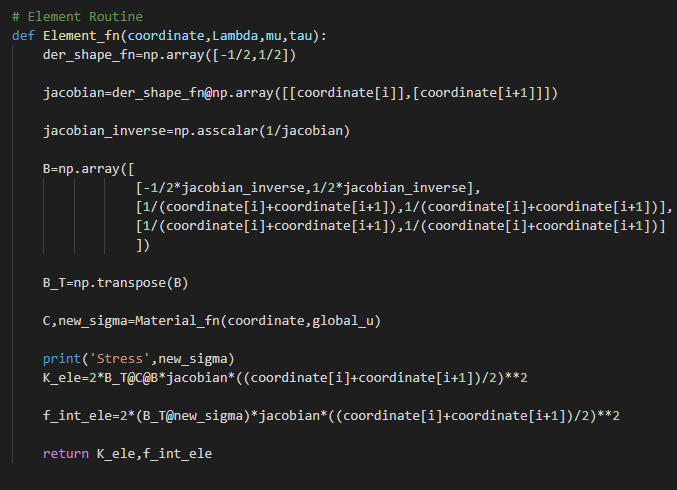 # Element Routine
def Element_fn(coordinate,Lambda,mu,tau):
der_shape_fn=np.array([-1/2,1/2])
jacobian=der_shape_fn@np.array([[coordinate[i]],[coordinate[i+1]]])
jacobian_inverse=np.asscalar(1/jacobian)
B=np.array([
[-1/2*jacobian_inverse,1/2*jacobian_inverse],
[1/(coordinate[i]+coordinate[i+1]),1/(coordinate[i]+coordinate[i+1])],
[1/(coordinate[i]+coordinate[i+1]),1/(coordinate[i]+coordinate[i+1])]
])
B_T=np.transpose(B)
C,new_sigma=Material_fn(coordinate,global_u)
print('Stress',new_sigma)
K_ele=2*B_T@C@B*jacobian*((coordinate[i]+coordinate[i+1])/2)**2
f_int_ele=2*(B_T@new_sigma)*jacobian*((coordinate[i]+coordinate[i+1])/2)**2
return K_ele,f_int_ele